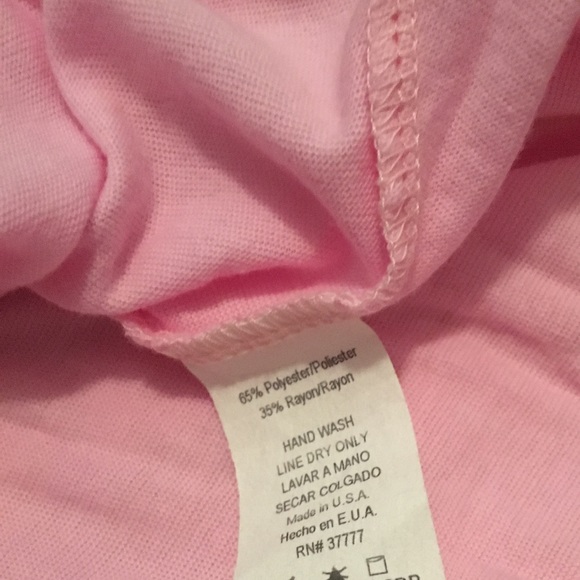 65% Polyester/Poliester
35% Rayon/Rayon
HAND WASH
LINE DRY ONLY
LAVAR A MANO
SECAR COLGADO
Made in U.S.A.
Hecho en E.U.A.
RN# 37777